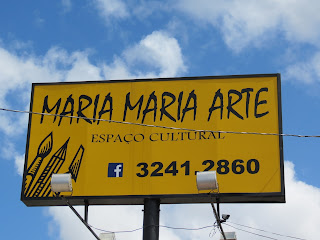 MARIA MARIA ARTE
ESPAÇO CULTURAL
f 3241.2860